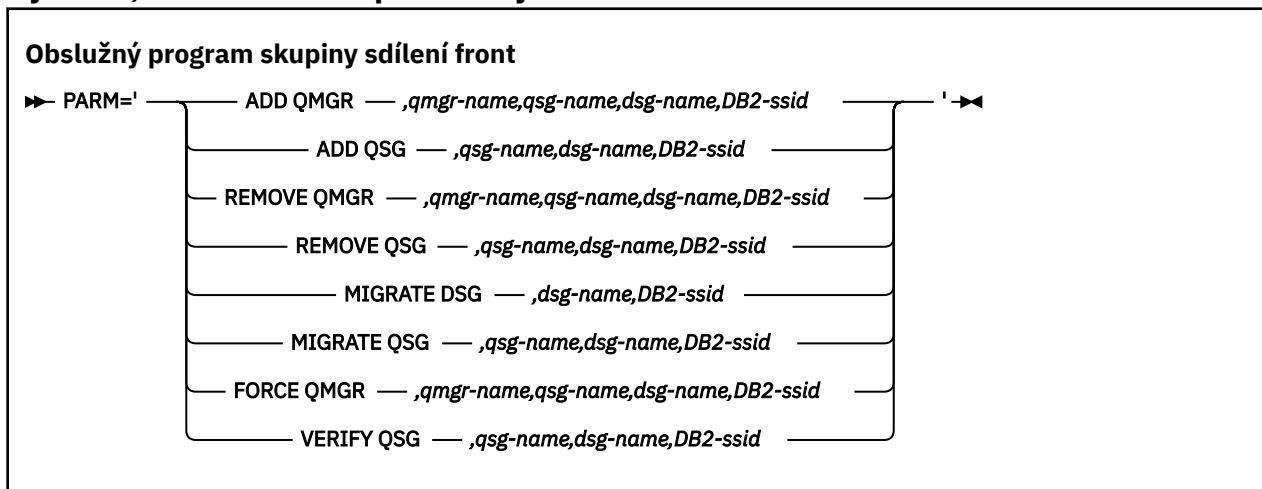 Obslužný program skupiny sdílení front
PARM=' ADD QMGR ,qmgr-name,qsg-name,dsg-name,DB2-ssid '
ADD QSG ,qsg-name,dsg-name,DB2-ssid
REMOVE QMGR ,qmgr-name,qsg-name,dsg-name,DB2-ssid
REMOVE QSG ,qsg-name,dsg-name,DB2-ssid
MIGRATE DSG ,dsg-name,DB2-ssid
MIGRATE QSG ,qsg-name,dsg-name,DB2-ssid
FORCE QMGR ,qmgr-name,qsg-name,dsg-name,DB2-ssid
VERIFY QSG ,qsg-name,dsg-name,DB2-ssid